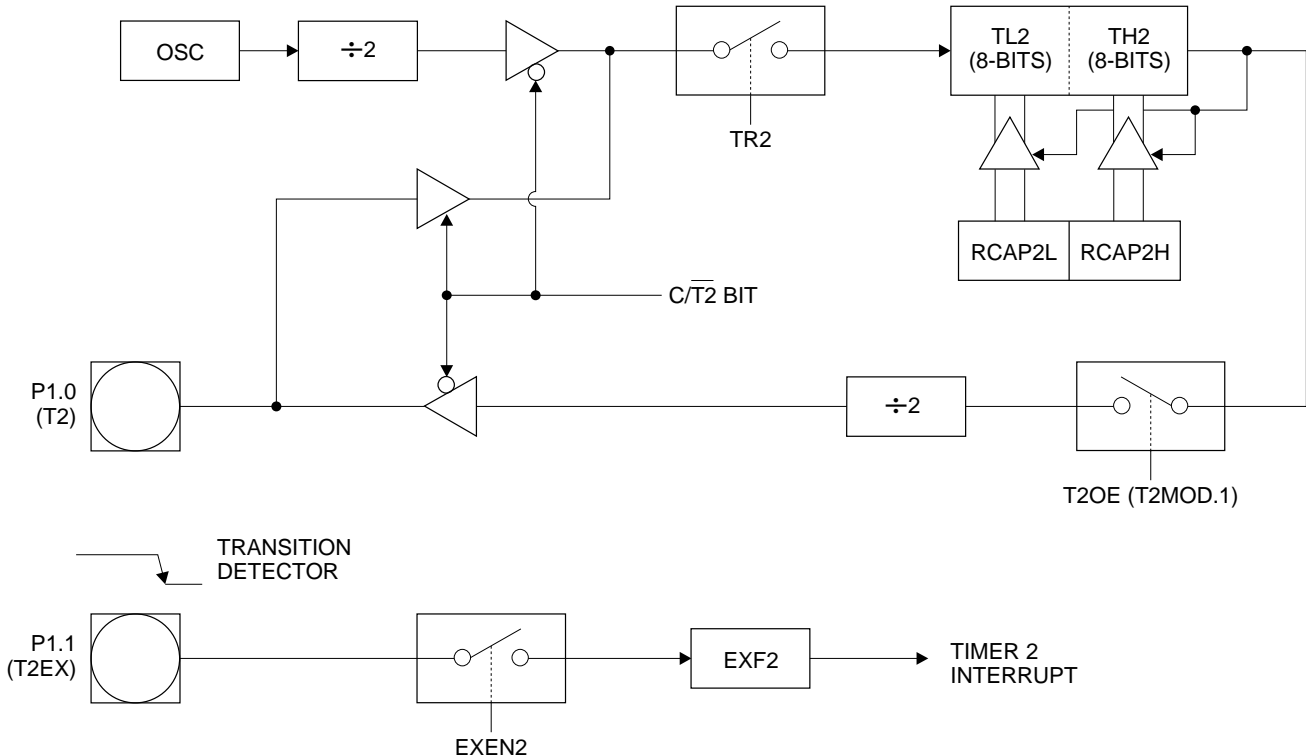 OSC
÷2
TR2
TL2
(8-BITS)
TH2
(8-BITS)
RCAP2L
RCAP2H
C/T̅2̅ BIT
P1.0
(T2)
÷2
T2OE (T2MOD.1)
TRANSITION
DETECTOR
P1.1
(T2EX)
EXEN2
EXF2
TIMER 2
INTERRUPT